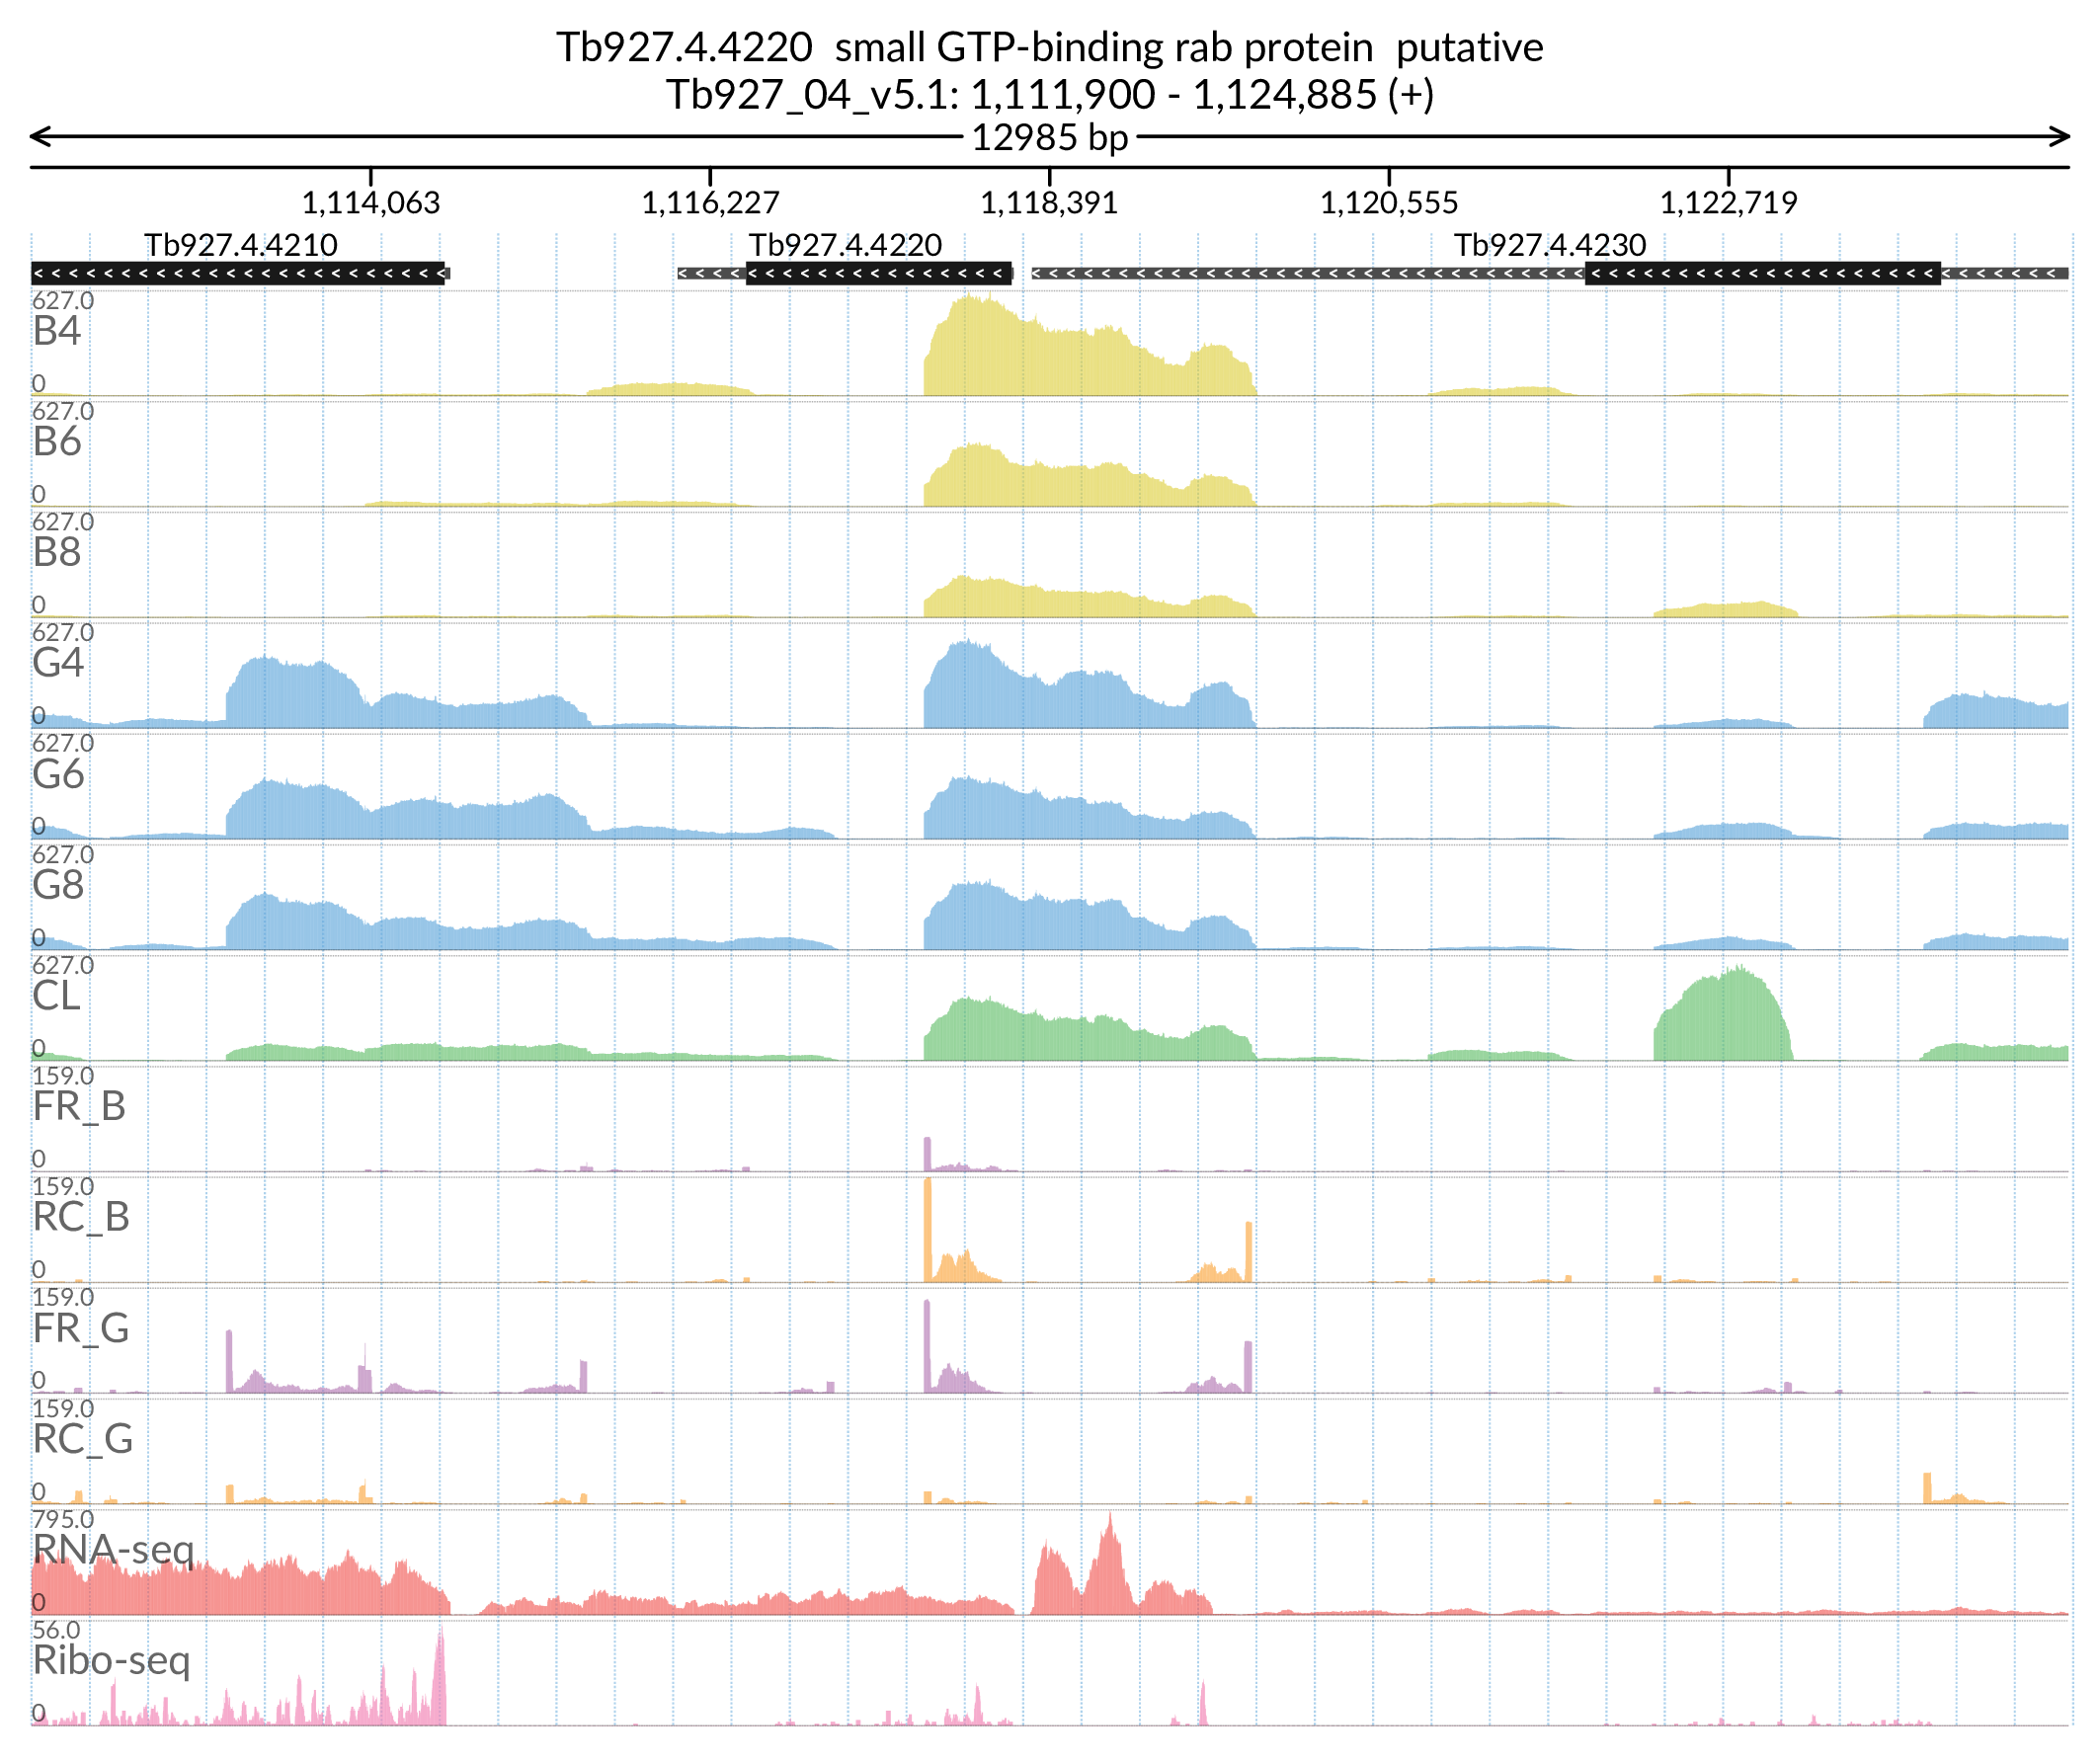 Tb927.4.4220 small GTP-binding rab protein putative
Tb927_04_v5.1: 1,111,900 - 1,124,885 (+)
12985 bp
1,114,063 1,116,227 1,118,391 1,120,555 1,122,719
Tb927.4.4210 Tb927.4.4220 Tb927.4.4230
627.0
B4
0
627.0
B6
0
627.0
B8
0
627.0
G4
0
627.0
G6
0
627.0
G8
0
627.0
CL
0
159.0
FR_B
0
159.0
RC_B
0
159.0
FR_G
0
159.0
RC_G
0
795.0
RNA-seq
0
56.0
Ribo-seq
0